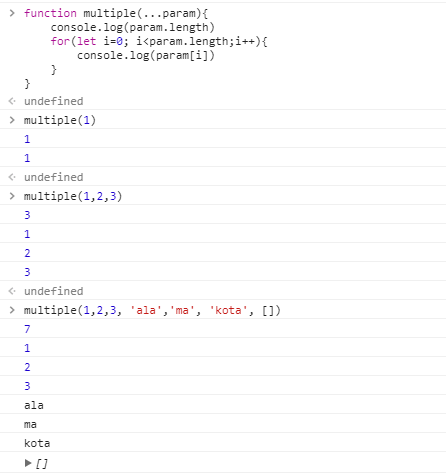 > function multiple(...param){
console.log(param.length)
for(let i=0; i<param.length;i++){
console.log(param[i])
}
}
< undefined
> multiple(1)
1
1
< undefined
> multiple(1,2,3)
3
1
2
3
< undefined
> multiple(1,2,3, 'ala','ma', 'kota', [])
7
1
2
3
ala
ma
kota
▶ []